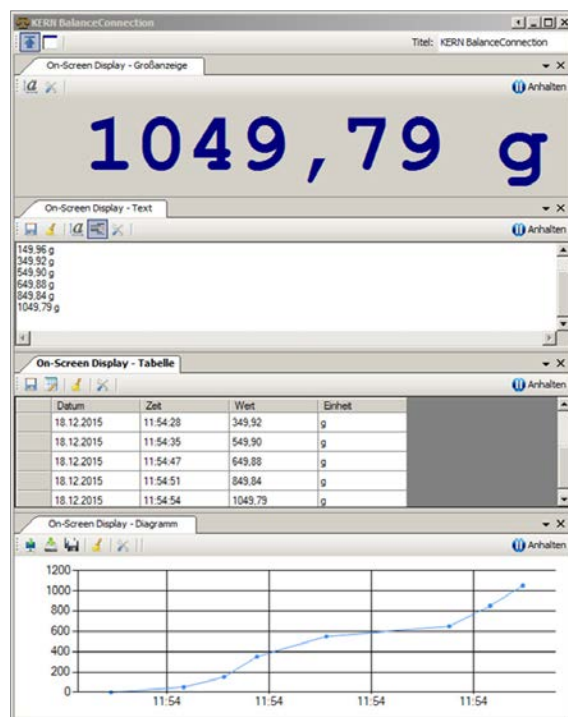 KERN BalanceConnection
Titel: KERN BalanceConnection
On-Screen Display - Großanzeige
a Anhalten
1049,79 g
On-Screen Display - Text
a Anhalten
149,96 g
349,92 g
549,90 g
649,88 g
849,84 g
1049,79 g
On-Screen Display - Tabelle
Anhalten
Datum Zeit Wert Einheit
18.12.2015 11:54:28 349,92 g
18.12.2015 11:54:35 549,90 g
18.12.2015 11:54:47 649,88 g
18.12.2015 11:54:51 849,84 g
18.12.2015 11:54:54 1049,79 g
On-Screen Display - Diagramm
Anhalten
1200
1000
800
600
400
200
0
11:54 11:54 11:54 11:54